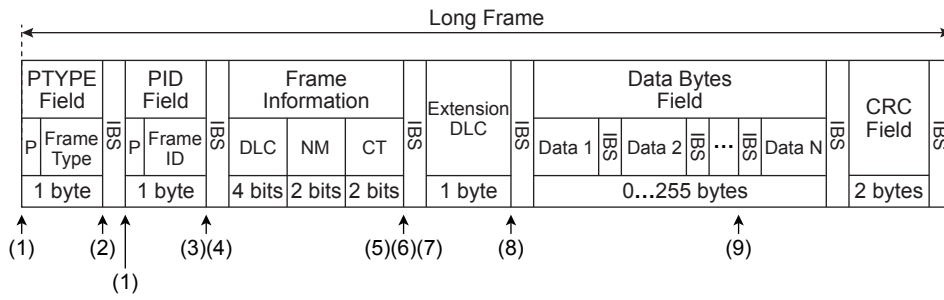 Long Frame
PTYPE Field
IBS
PID Field
IBS
Frame Information
IBS
Extension DLC
IBS
Data Bytes Field
IBS
CRC Field
IBS
P
Frame Type
P
Frame ID
DLC
NM
CT
Data 1
IBS
Data 2
IBS
...
IBS
Data N
1 byte
1 byte
4 bits
2 bits
2 bits
1 byte
0...255 bytes
2 bytes
(1)
(2)
(3)(4)
(5)(6)(7)
(8)
(9)
(1)